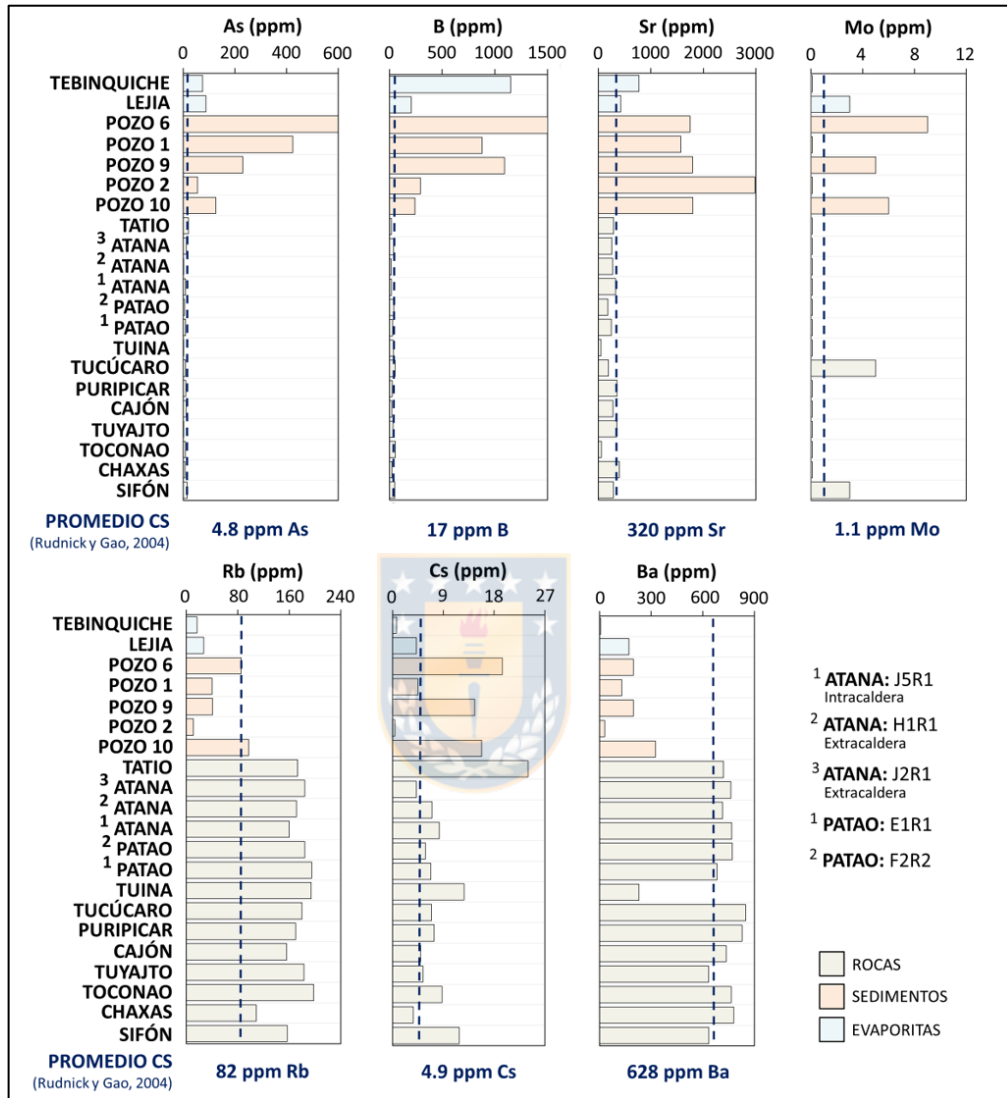 As (ppm) B (ppm) Sr (ppm) Mo (ppm)
0 200 400 600 0 500 1000 1500 0 1000 2000 3000 0 4 8 12
TEBINQUICHE
LEJIA
POZO 6
POZO 1
POZO 9
POZO 2
POZO 10
TATIO
3 ATANA
2 ATANA
1 ATANA
2 PATAO
1 PATAO
TUINA
TUCÚCARO
PURIPICAR
CAJÓN
TUYAJTO
TOCONAO
CHAXAS
SIFÓN
PROMEDIO CS 4.8 ppm As 17 ppm B 320 ppm Sr 1.1 ppm Mo
(Rudnick y Gao, 2004)
Rb (ppm) Cs (ppm) Ba (ppm)
0 80 160 240 0 9 18 27 0 300 600 900
TEBINQUICHE
LEJIA
POZO 6
POZO 1
POZO 9
POZO 2
POZO 10
TATIO
3 ATANA
2 ATANA
1 ATANA
2 PATAO
1 PATAO
TUINA
TUCÚCARO
PURIPICAR
CAJÓN
TUYAJTO
TOCONAO
CHAXAS
SIFÓN
PROMEDIO CS 82 ppm Rb 4.9 ppm Cs 628 ppm Ba
(Rudnick y Gao, 2004)
1 ATANA: J5R1
Intracaldera
2 ATANA: H1R1
Extracaldera
3 ATANA: J2R1
Extracaldera
1 PATAO: E1R1
2 PATAO: F2R2
ROCAS
SEDIMENTOS
EVAPORITAS